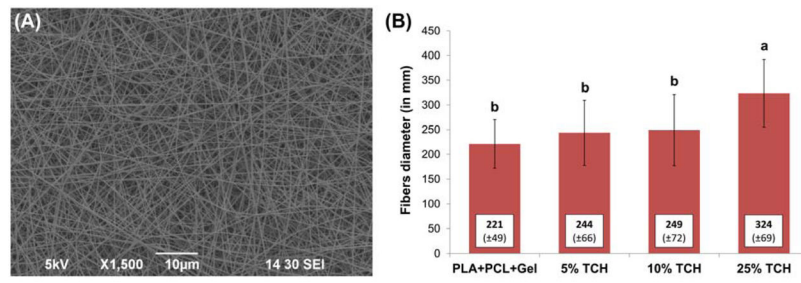 (A)
5kV X1,500 10μm 14 30 SEI
(B)
Fibers diameter (in mm)
450
400
350
300
250
200
150
100
50
0
b
b
b
a
221
(±49)
244
(±66)
249
(±72)
324
(±69)
PLA+PCL+Gel 5% TCH 10% TCH 25% TCH